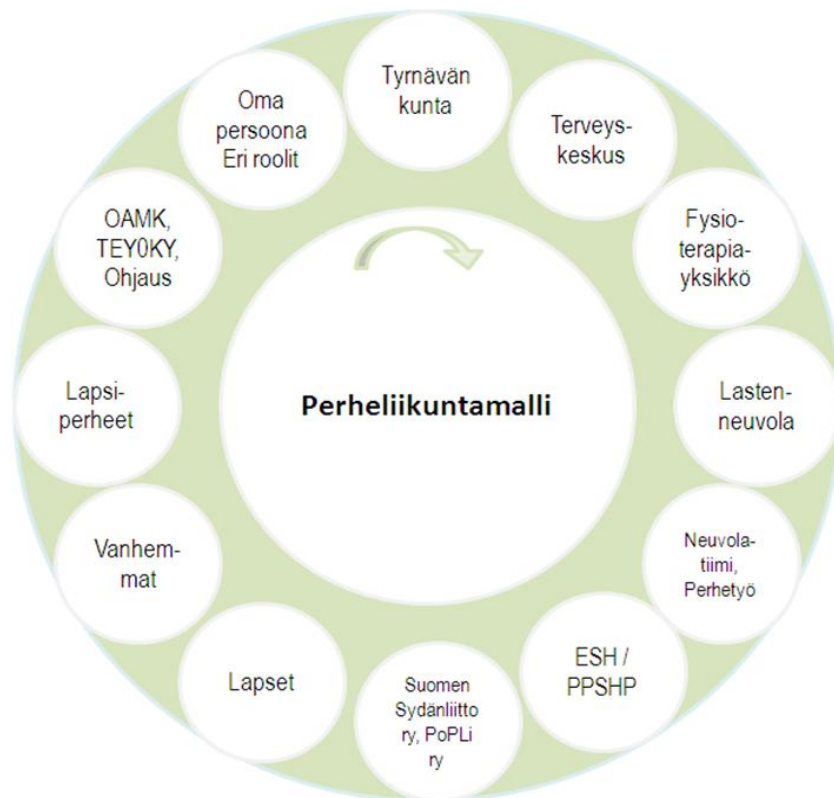 Tyrnävän
kunta
Terveys-
keskus
Fysio-
terapia-
yksikkö
Lasten-
neuvola
Neuvola-
tiimi,
Perhetyö
ESH /
PPSHP
Suomen
Sydänliitto
ry, PoPLi
ry
Lapset
Vanhem-
mat
Lapsi-
perheet
OAMK,
TEY0KY,
Ohjaus
Oma
persoona
Eri roolit
Perheliikuntamalli